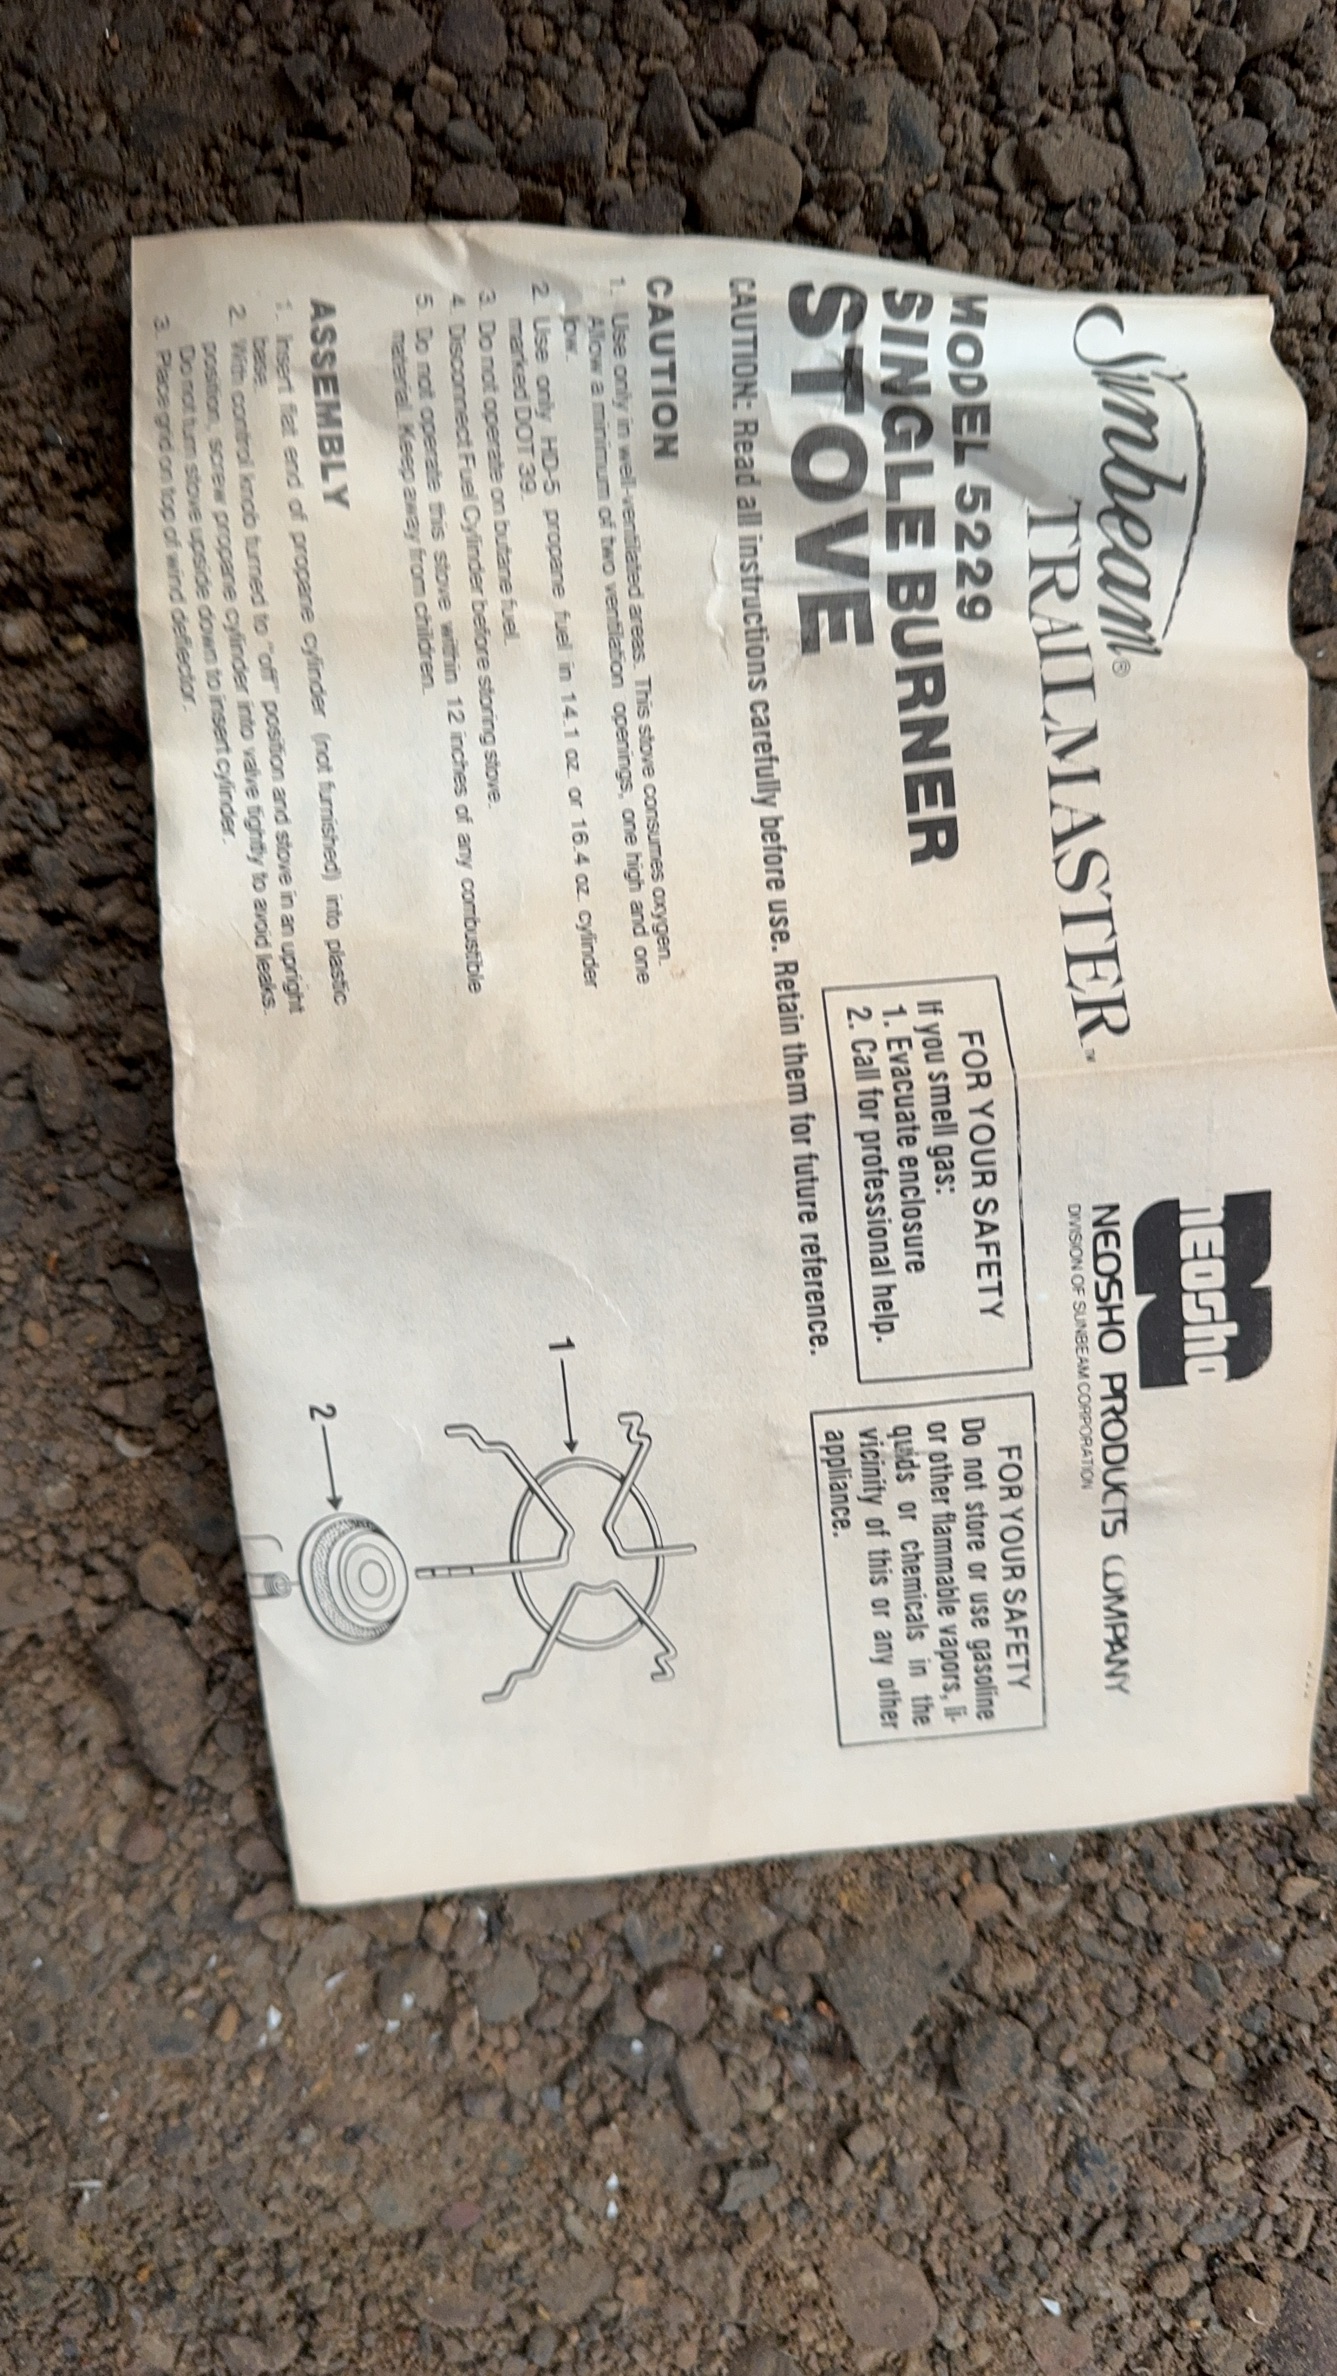 Sunbeam®
TRAILMASTER™
neosho
NEOSHO PRODUCTS COMPANY
DIVISION OF SUNBEAM CORPORATION
MODEL 5229
SINGLE BURNER
STOVE
FOR YOUR SAFETY
If you smell gas:
1. Evacuate enclosure
2. Call for professional help.
FOR YOUR SAFETY
Do not store or use gasoline
or other flammable vapors, li-
quids or chemicals in the
vicinity of this or any other
appliance.
CAUTION: Read all instructions carefully before use. Retain them for future reference.
CAUTION
1. Use only in well-ventilated areas. This stove consumes oxygen.
Allow a minimum of two ventilation openings, one high and one
low.
2. Use only HD-5 propane fuel in 14.1 oz. or 16.4 oz. cylinder
marked DOT 39.
3. Do not operate on butane fuel.
4. Disconnect Fuel Cylinder before storing stove.
5. Do not operate this stove within 12 inches of any combustible
material. Keep away from children.
ASSEMBLY
1. Insert flat end of propane cylinder (not furnished) into plastic
base.
2. With control knob turned to "off" position and stove in an upright
position, screw propane cylinder into valve tightly to avoid leaks.
Do not turn stove upside down to insert cylinder.
3. Place grid on top of wind deflector.
1
2